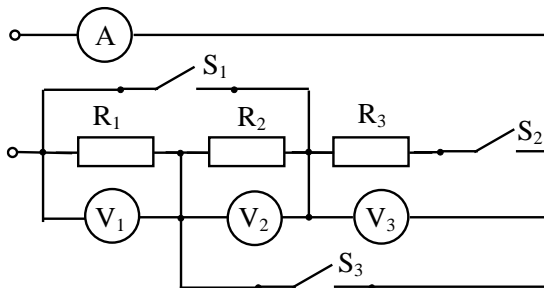 A
S₁
R₁ R₂ R₃ S₂
V₁ V₂ V₃
S₃